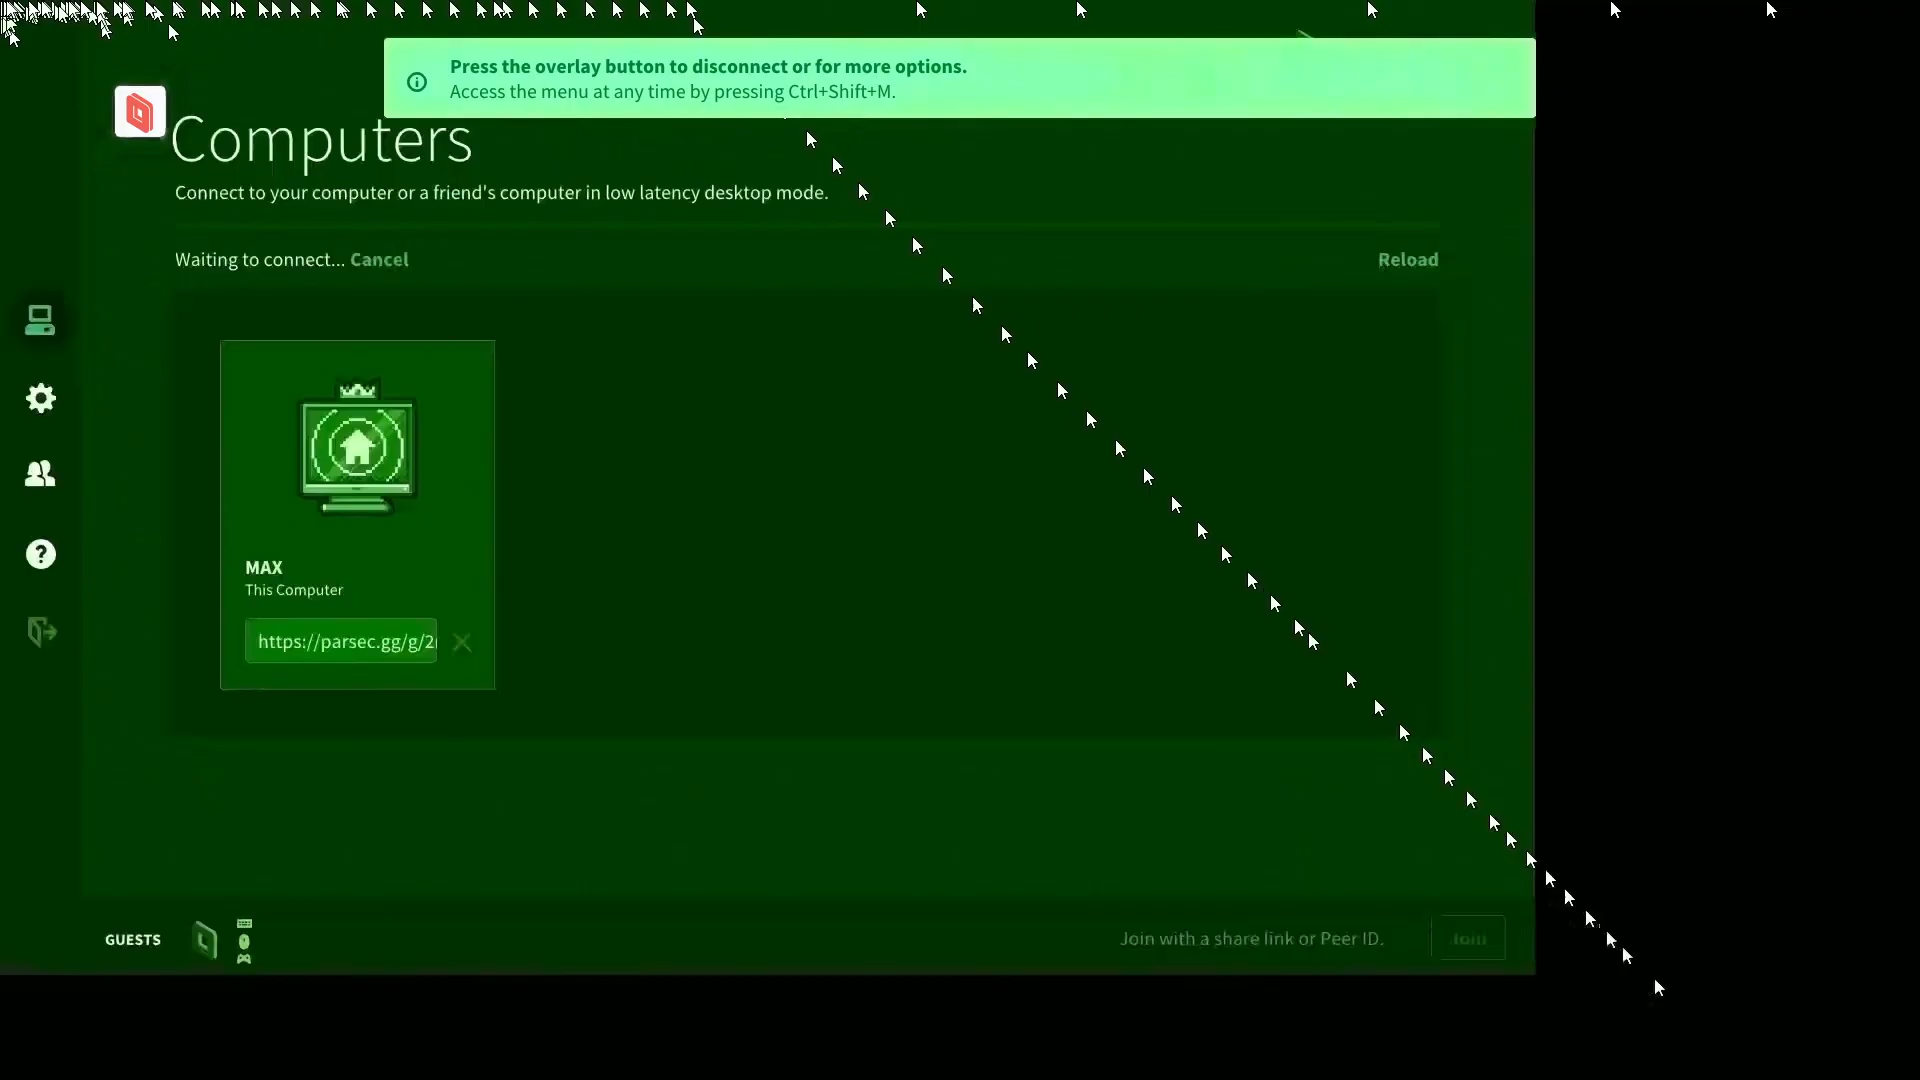 Press the overlay button to disconnect or for more options.
Access the menu at any time by pressing Ctrl+Shift+M.
Computers
Connect to your computer or a friend's computer in low latency desktop mode.
Waiting to connect... Cancel
Reload
MAX
This Computer
https://parsec.gg/g/2
GUESTS
Join with a share link or Peer ID.
Join